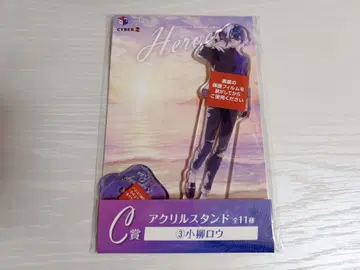 CYBER Z
Heroes
両面の
保護フィルムを
剥がしてから
ご使用ください
C賞
アクリルスタンド 全11種
③小柳ロウ